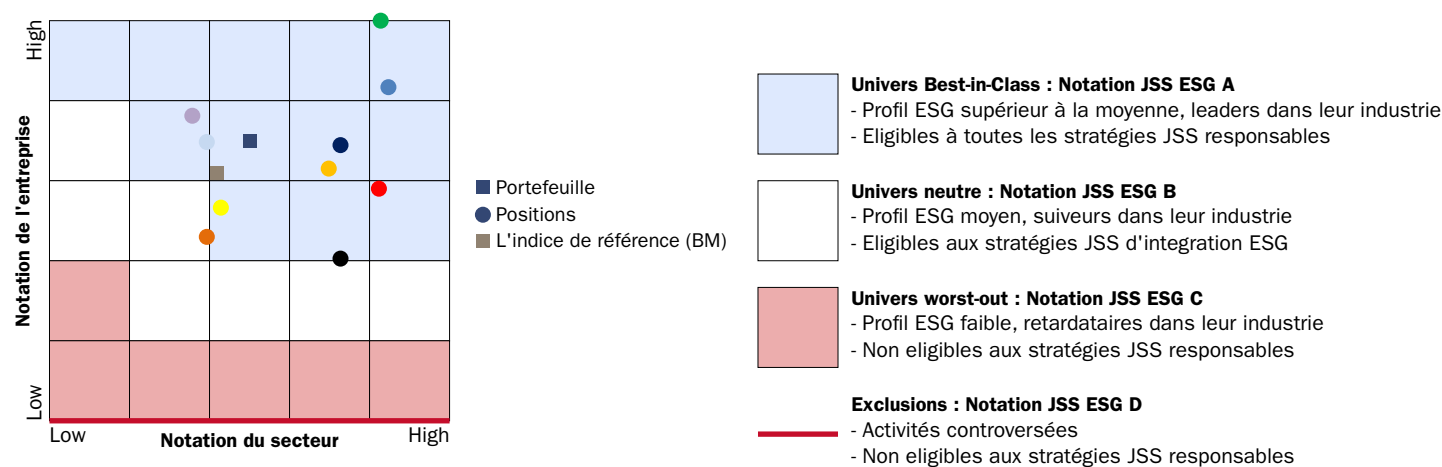 High
Notation de l'entreprise
Low
Low
Notation du secteur
High
Portefeuille
Positions
L'indice de référence (BM)
Univers Best-in-Class : Notation JSS ESG A
- Profil ESG supérieur à la moyenne, leaders dans leur industrie
- Eligibles à toutes les stratégies JSS responsables
Univers neutre : Notation JSS ESG B
- Profil ESG moyen, suiveurs dans leur industrie
- Eligibles aux stratégies JSS d'integration ESG
Univers worst-out : Notation JSS ESG C
- Profil ESG faible, retardataires dans leur industrie
- Non eligibles aux stratégies JSS responsables
Exclusions : Notation JSS ESG D
- Activités controversées
- Non eligibles aux stratégies JSS responsables